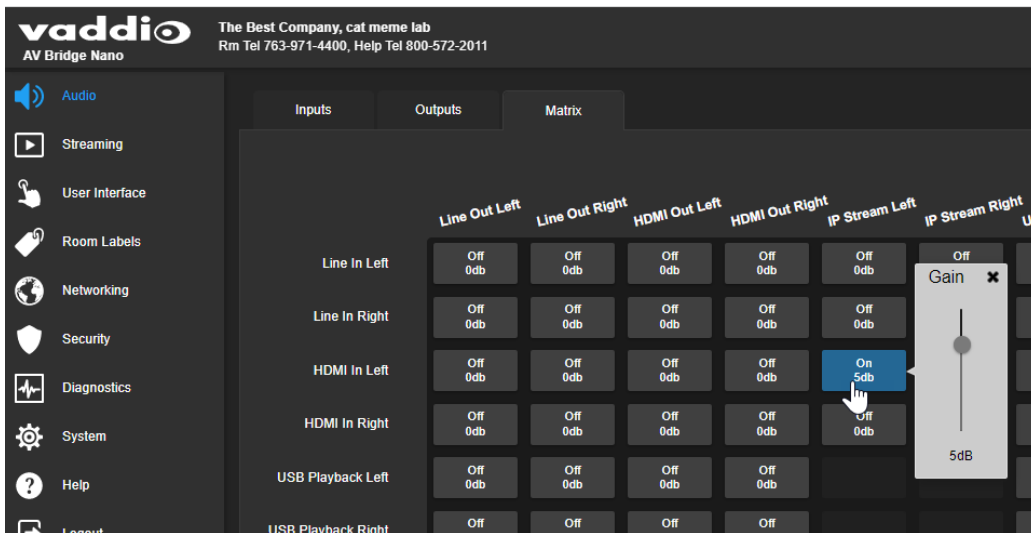 vaddio
AV Bridge Nano
The Best Company, cat meme lab
Rm Tel 763-971-4400, Help Tel 800-572-2011
Audio
Streaming
User Interface
Room Labels
Networking
Security
Diagnostics
System
Help
Logout
Inputs Outputs Matrix
Line Out Left Line Out Right HDMI Out Left HDMI Out Right IP Stream Left IP Stream Right U
Line In Left Off Off Off Off Off Off
0db 0db 0db 0db 0db
Line In Right Off Off Off Off Off
0db 0db 0db 0db 0db
HDMI In Left Off Off Off Off On
0db 0db 0db 0db 5db
HDMI In Right Off Off Off Off Off
0db 0db 0db 0db 0db
USB Playback Left Off Off Off Off
0db 0db 0db 0db
USB Playback Right Off Off Off Off
Gain ✖
5dB